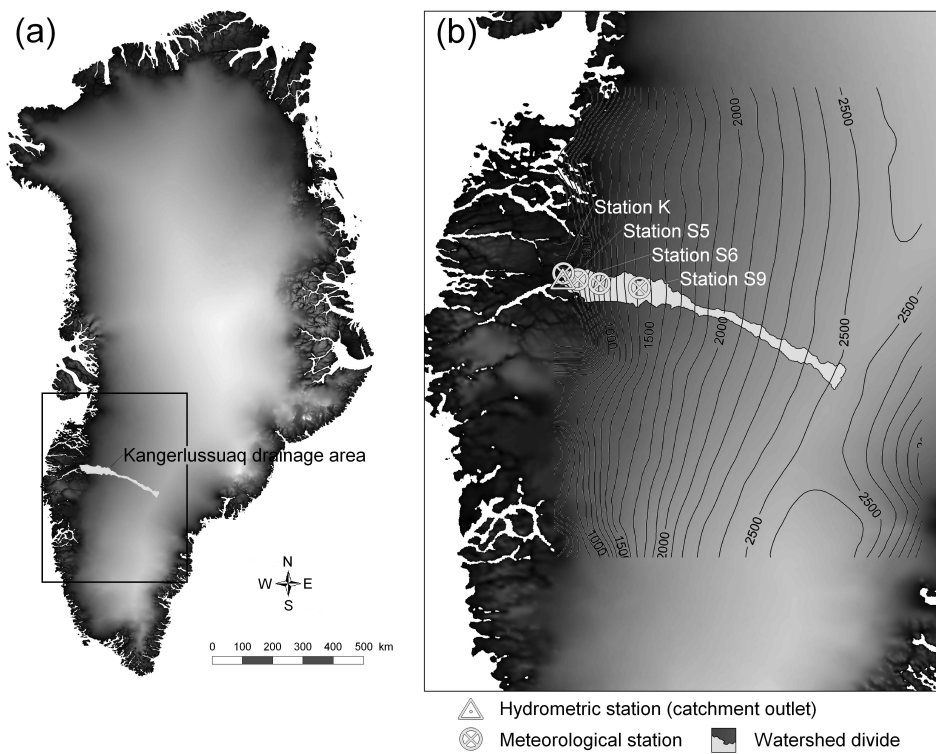 (a)
Kangerlussuaq drainage area
N
W E
S
0 100 200 300 400 500 km
(b)
2000
2500
Station K
Station S5
Station S6
Station S9
1000
1500
2000
2500
2500
2500
2500
1000
1500
2000
Hydrometric station (catchment outlet)
Meteorological station
Watershed divide